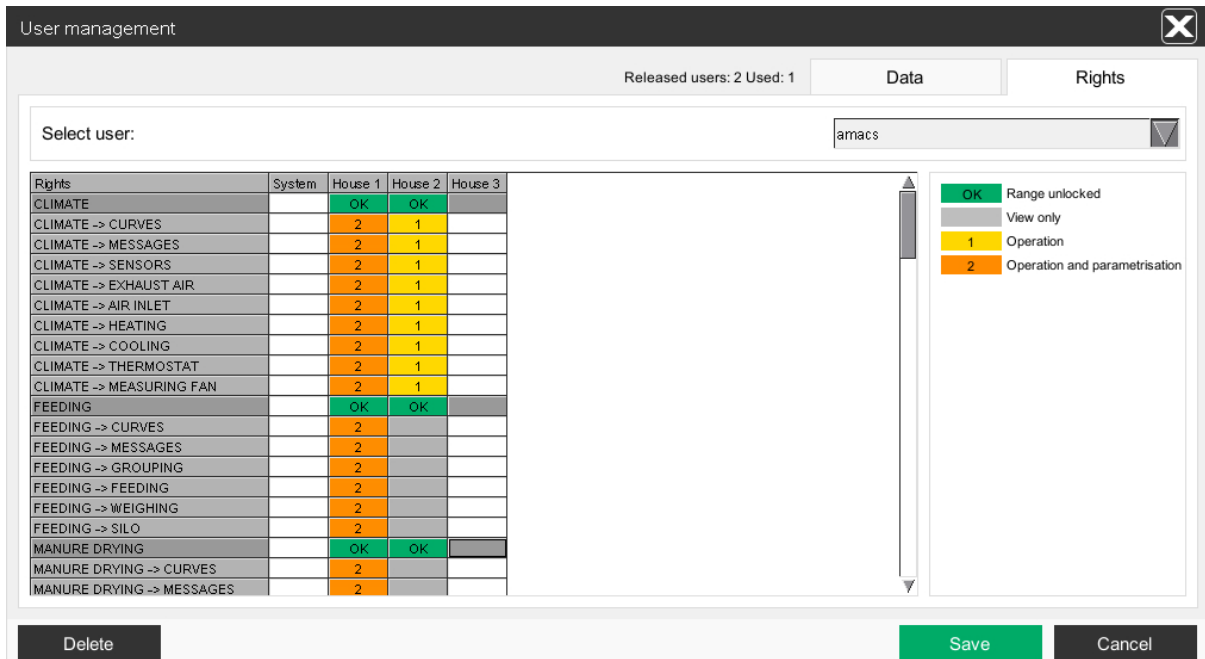 User management
Released users: 2 Used: 1 Data Rights
Select user: amacs
Rights System House 1 House 2 House 3
CLIMATE OK OK
CLIMATE -> CURVES 2 1
CLIMATE -> MESSAGES 2 1
CLIMATE -> SENSORS 2 1
CLIMATE -> EXHAUST AIR 2 1
CLIMATE -> AIR INLET 2 1
CLIMATE -> HEATING 2 1
CLIMATE -> COOLING 2 1
CLIMATE -> THERMOSTAT 2 1
CLIMATE -> MEASURING FAN 2 1
FEEDING OK OK
FEEDING -> CURVES 2
FEEDING -> MESSAGES 2
FEEDING -> GROUPING 2
FEEDING -> FEEDING 2
FEEDING -> WEIGHING 2
FEEDING -> SILO 2
MANURE DRYING OK OK
MANURE DRYING -> CURVES 2
MANURE DRYING -> MESSAGES 2
OK Range unlocked
View only
1 Operation
2 Operation and parametrisation
Delete Save Cancel